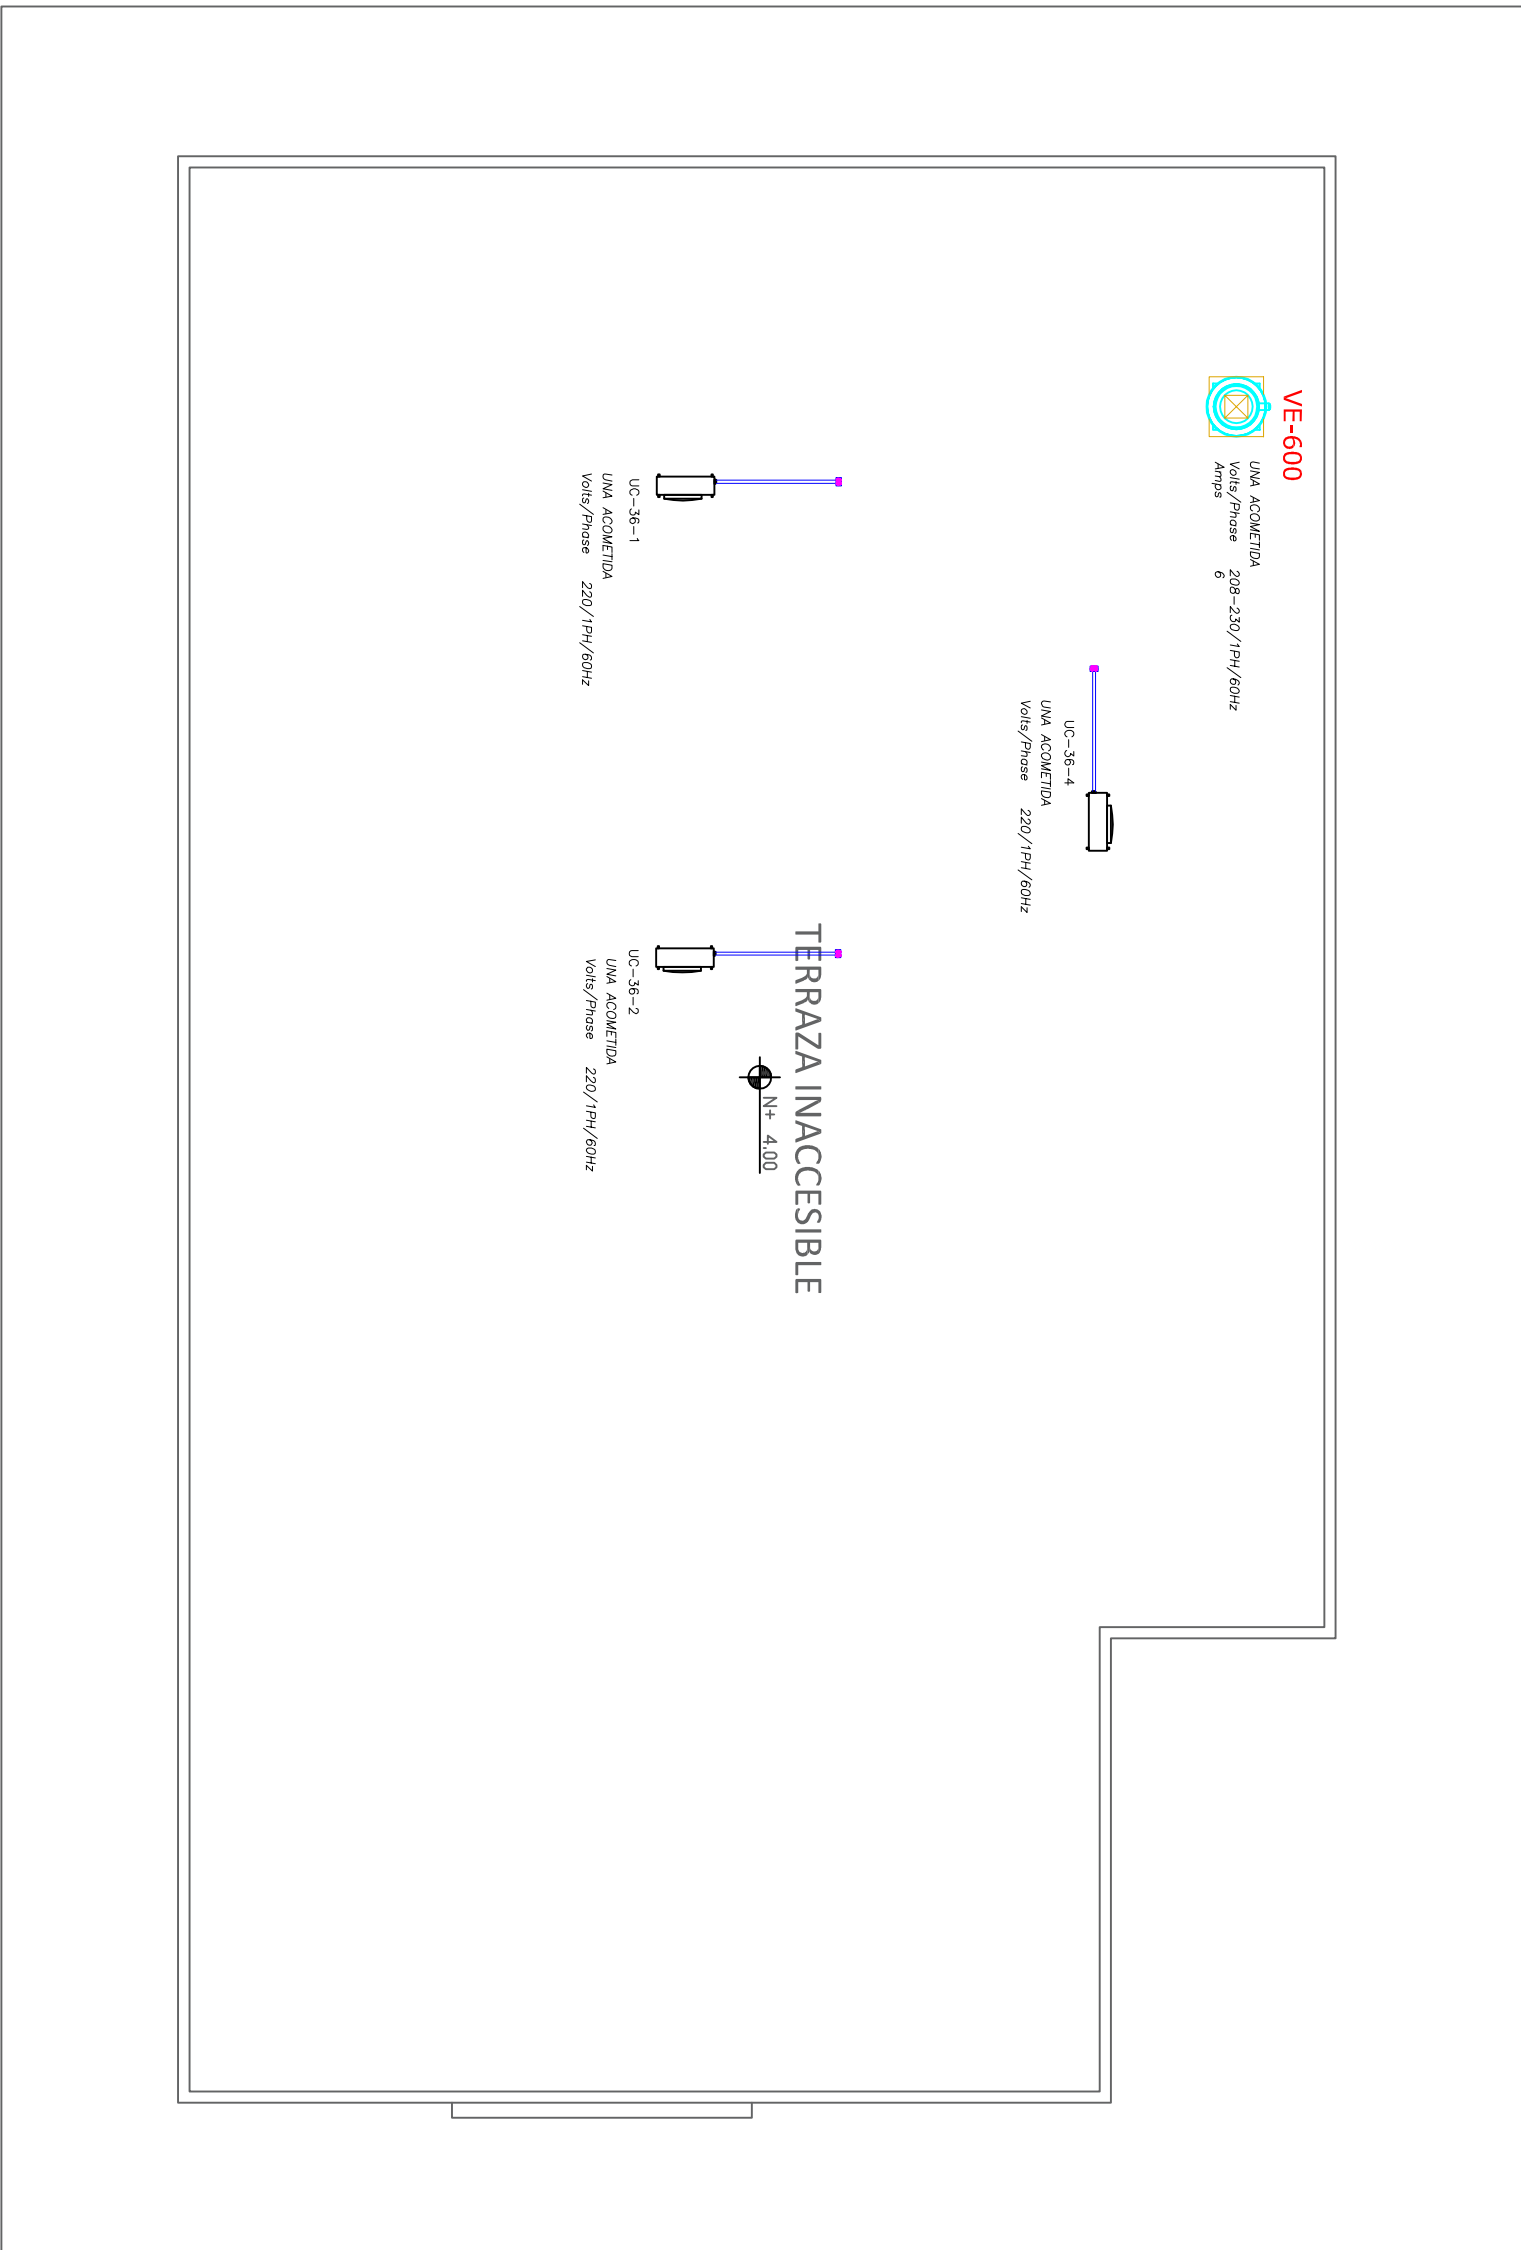 VE-600
UNA ACOMETIDA
Volts/Phase 208-230/1PH/60Hz
Amps 6
UC-36-4
UNA ACOMETIDA
Volts/Phase 220/1PH/60Hz
TERRAZA INACCESIBLE
N+ 4.00
UC-36-1
UNA ACOMETIDA
Volts/Phase 220/1PH/60Hz
UC-36-2
UNA ACOMETIDA
Volts/Phase 220/1PH/60Hz